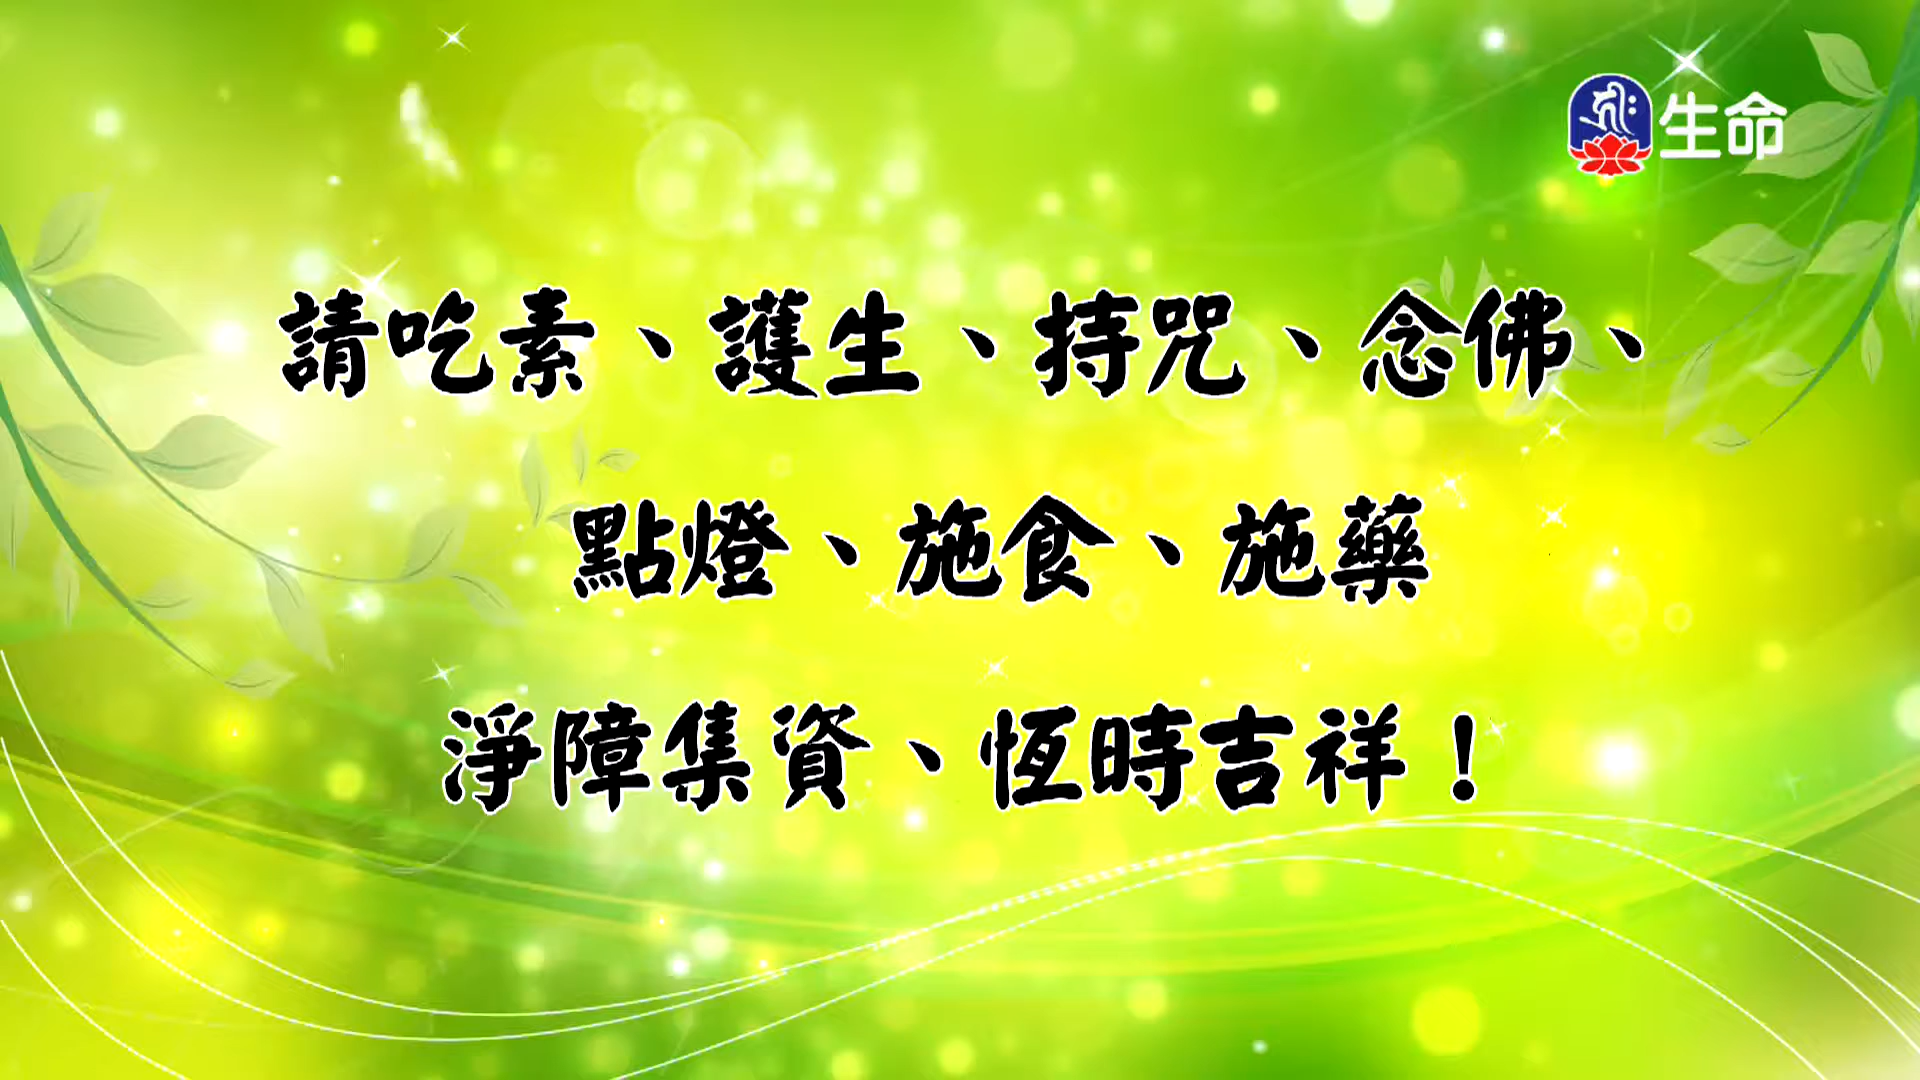 生命
請吃素、護生、持咒、念佛、
點燈、施食、施藥
淨障集資、恆時吉祥！